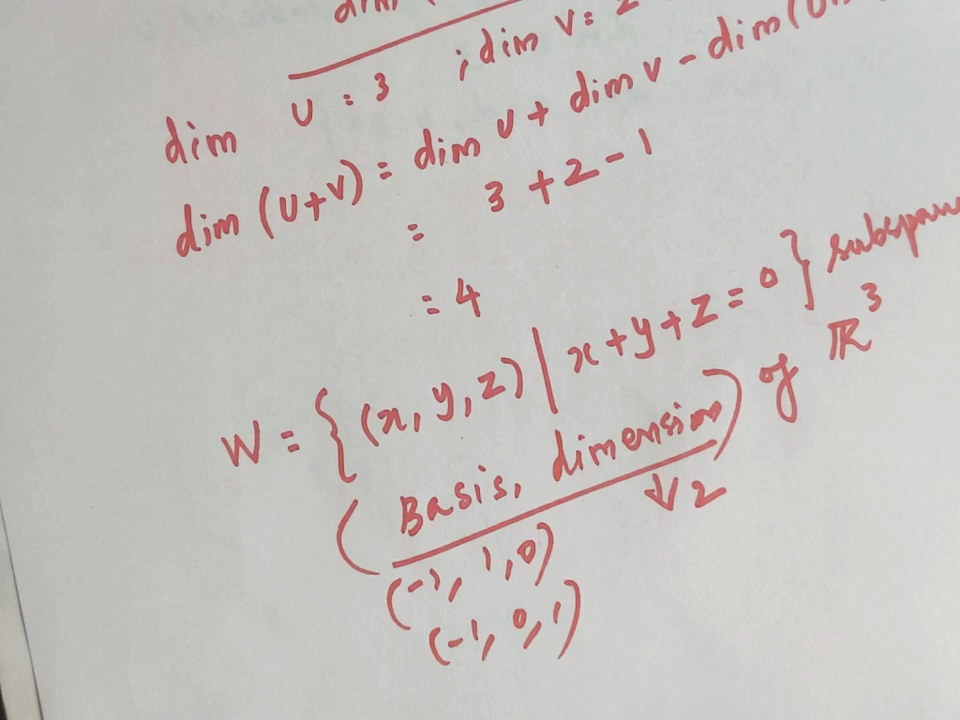 dim (
dim U = 3 ; dim V = 2
dim (U+V) = dim U + dim V - dim (U∩
= 3 + 2 - 1
= 4
W = { (x, y, z) | x+y+z = 0 } subspace
(Basis, dimension) of ℝ³
↓ 2
(-1, 1, 0)
(-1, 0, 1)